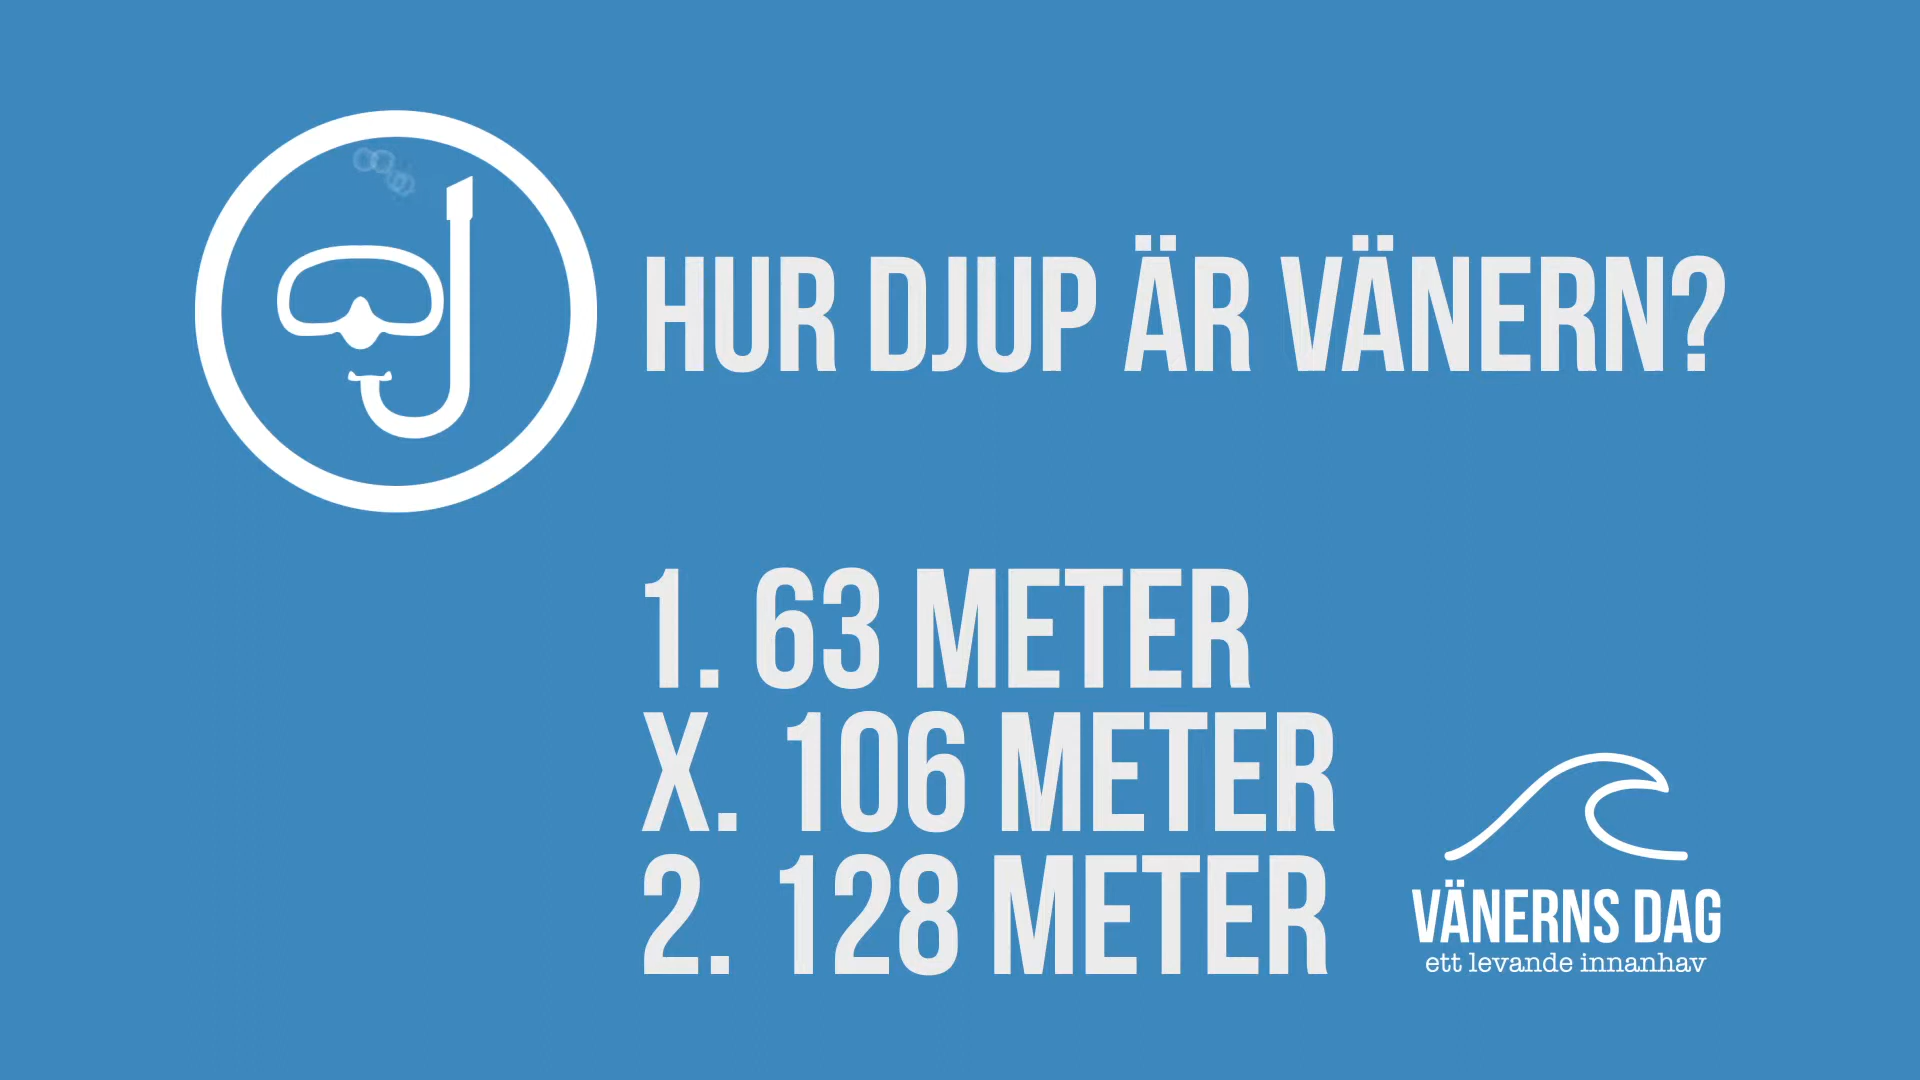 HUR DJUP ÄR VÄNERN?
1. 63 METER
X. 106 METER
2. 128 METER
VÄNERNS DAG
ett levande innanhav